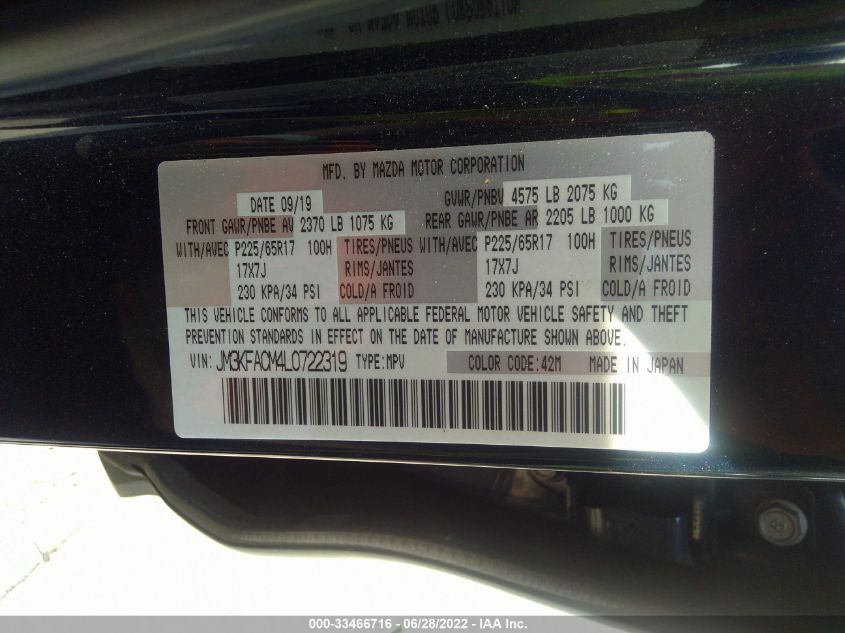 MFD. BY MAZDA MOTOR CORPORATION
DATE 09/19 GVWR/PNBV 4575 LB 2075 KG
FRONT GAWR/PNBE AV 2370 LB 1075 KG REAR GAWR/PNBE AR 2205 LB 1000 KG
WITH/AVEC P225/65R17 100H TIRES/PNEUS WITH/AVEC P225/65R17 100H TIRES/PNEUS
17X7J RIMS/JANTES 17X7J RIMS/JANTES
230 KPA/34 PSI COLD/A FROID 230 KPA/34 PSI COLD/A FROID
THIS VEHICLE CONFORMS TO ALL APPLICABLE FEDERAL MOTOR VEHICLE SAFETY AND THEFT
PREVENTION STANDARDS IN EFFECT ON THE DATE OF MANUFACTURE SHOWN ABOVE.
VIN: JM3KFACM4L0722319 TYPE:MPV COLOR CODE:42M MADE IN JAPAN
000-33466716 / 06/28/2022 - IAA Inc.